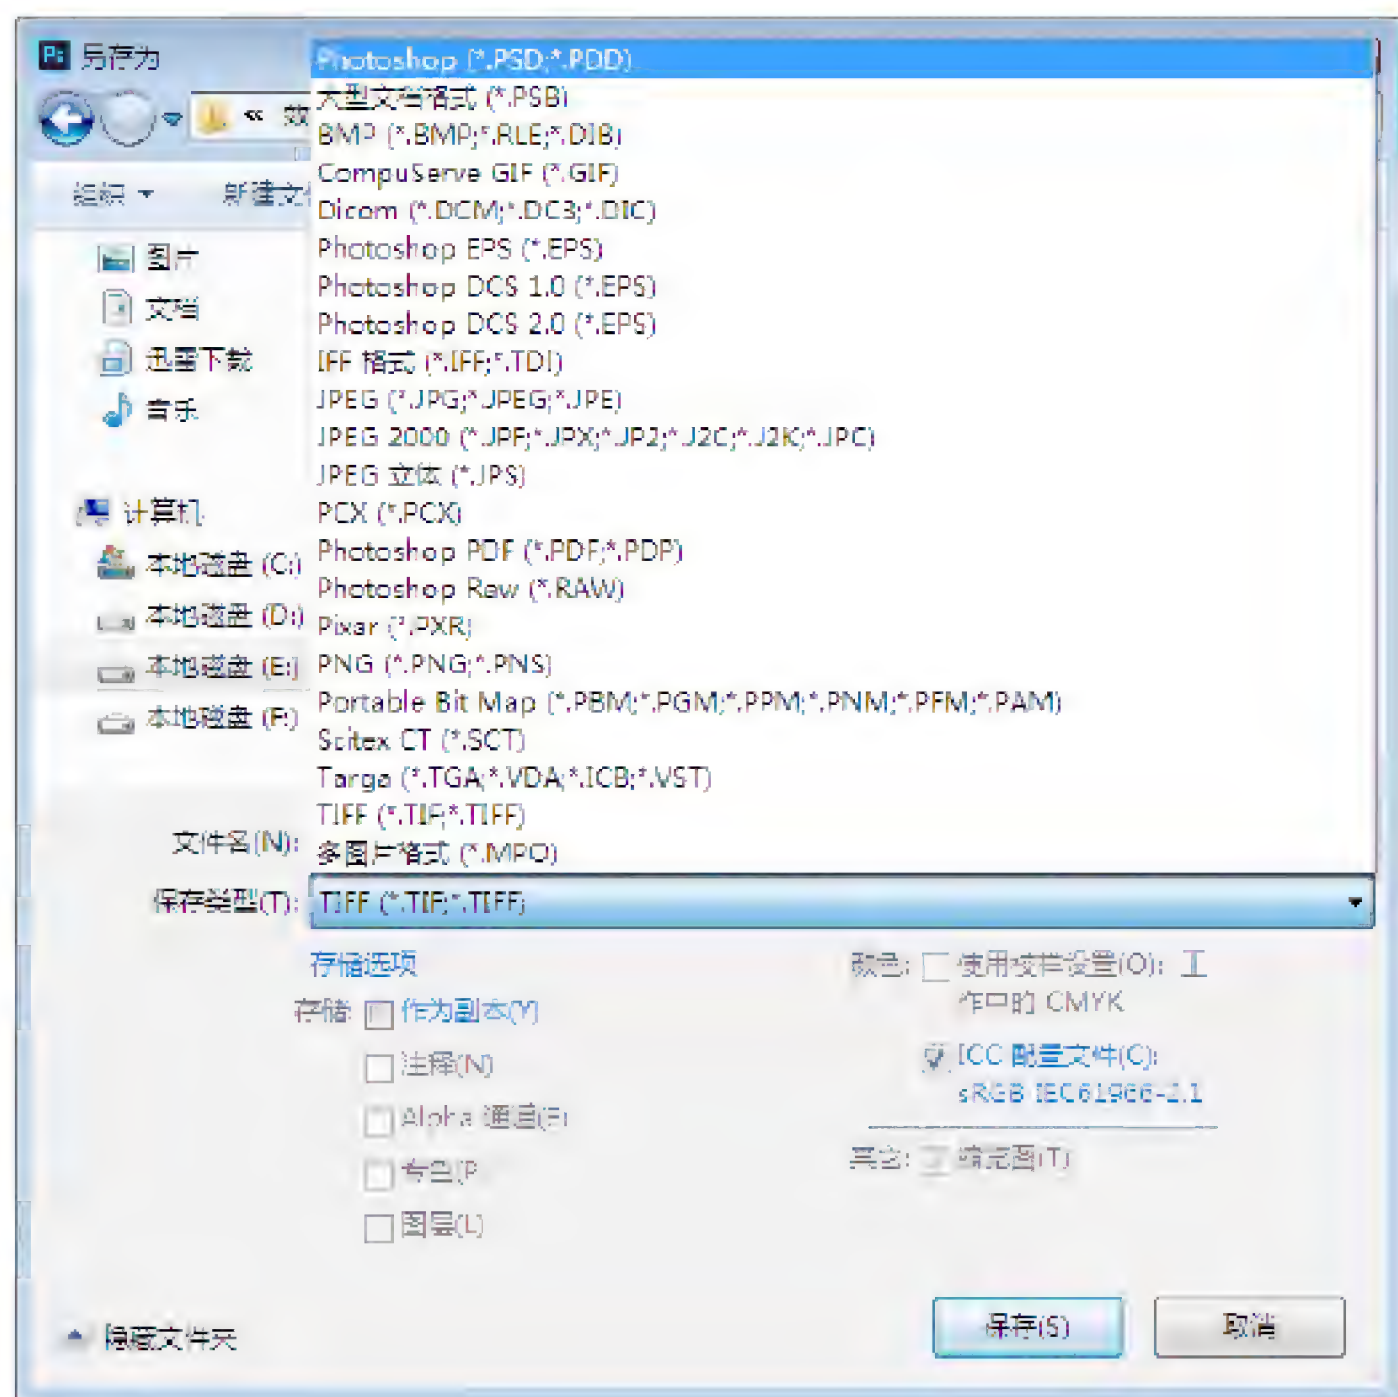 另存为
Photoshop (*.PSD;*.PDD)
« 效
大型文档格式 (*.PSB)
BMP (*.BMP;*.RLE;*.DIB)
CompuServe GIF (*.GIF)
组织
新建文件
Dicom (*.DCM;*.DC3;*.DIC)
Photoshop EPS (*.EPS)
Photoshop DCS 1.0 (*.EPS)
Photoshop DCS 2.0 (*.EPS)
IFF 格式 (*.IFF;*.TDI)
JPEG (*.JPG;*.JPEG;*.JPE)
JPEG 2000 (*.JPF;*.JPX;*.JP2;*.J2C;*.J2K;*.JPC)
JPEG 立体 (*.JPS)
PCX (*.PCX)
Photoshop PDF (*.PDF;*.PDP)
Photoshop Raw (*.RAW)
Pixar (*.PXR)
PNG (*.PNG;*.PNS)
Portable Bit Map (*.PBM;*.PGM;*.PPM;*.PNM;*.PFM;*.PAM)
Scitex CT (*.SCT)
Targa (*.TGA;*.VDA;*.ICB;*.VST)
TIFF (*.TIF;*.TIFF)
多图片格式 (*.MPO)
图片
文档
迅雷下载
音乐
计算机
本地磁盘 (C:)
本地磁盘 (D:)
本地磁盘 (E:)
本地磁盘 (F:)
文件名(N):
保存类型(T): TIFF (*.TIF;*.TIFF)
存储选项
存储: 作为副本(Y)
注释(N)
Alpha 通道(E)
专色(P)
图层(L)
颜色: 使用校样设置(O): 工
作中的 CMYK
ICC 配置文件(C):
sRGB IEC61966-2.1
其它: 缩览图(T)
隐藏文件夹
保存(S)
取消